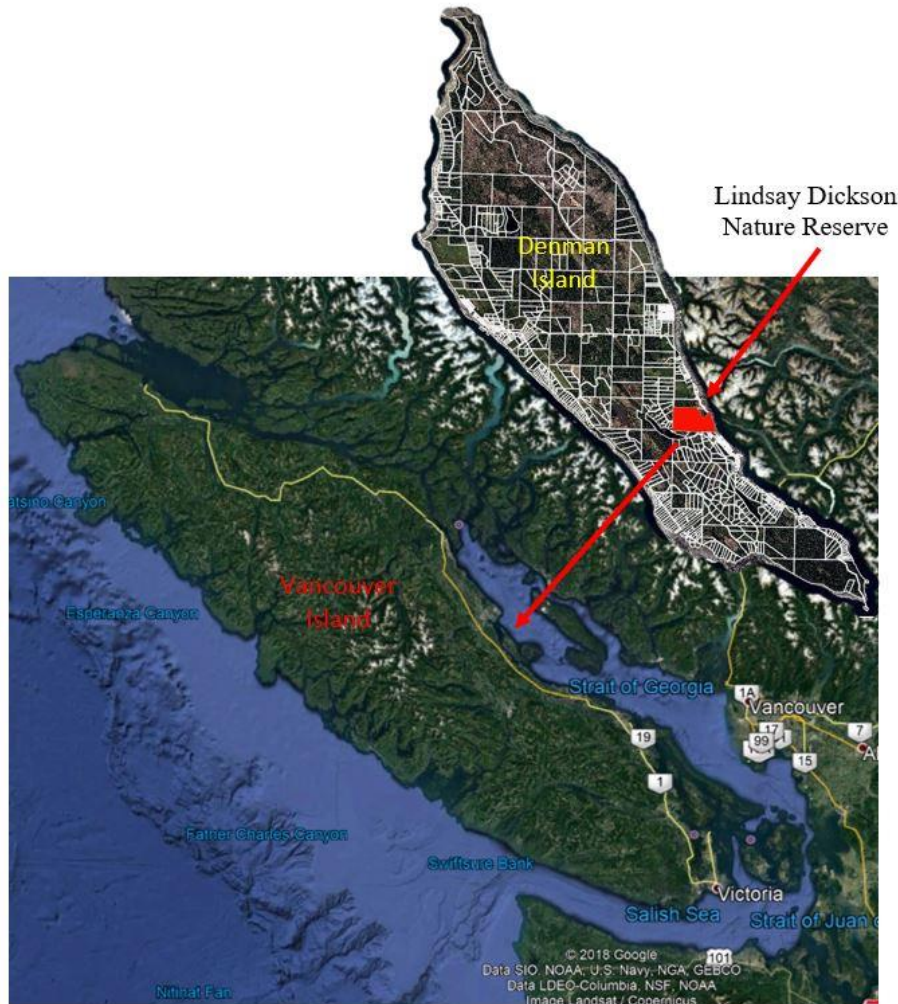 Lindsay Dickson
Nature Reserve
Denman
Island
otsino Canyon
Vancouver
Island
Esperanza Canyon
Strait of Georgia
1A
Vancouver
17
99
7
19
15
1
Father Charles Canyon
Swiftsure Bank
Victoria
Salish Sea
Strait of Juan
101
© 2018 Google
Data SIO, NOAA, U.S. Navy, NGA, GEBCO
Data LDEO-Columbia, NSF, NOAA
Image Landsat / Copernicus
Nitinat Fan